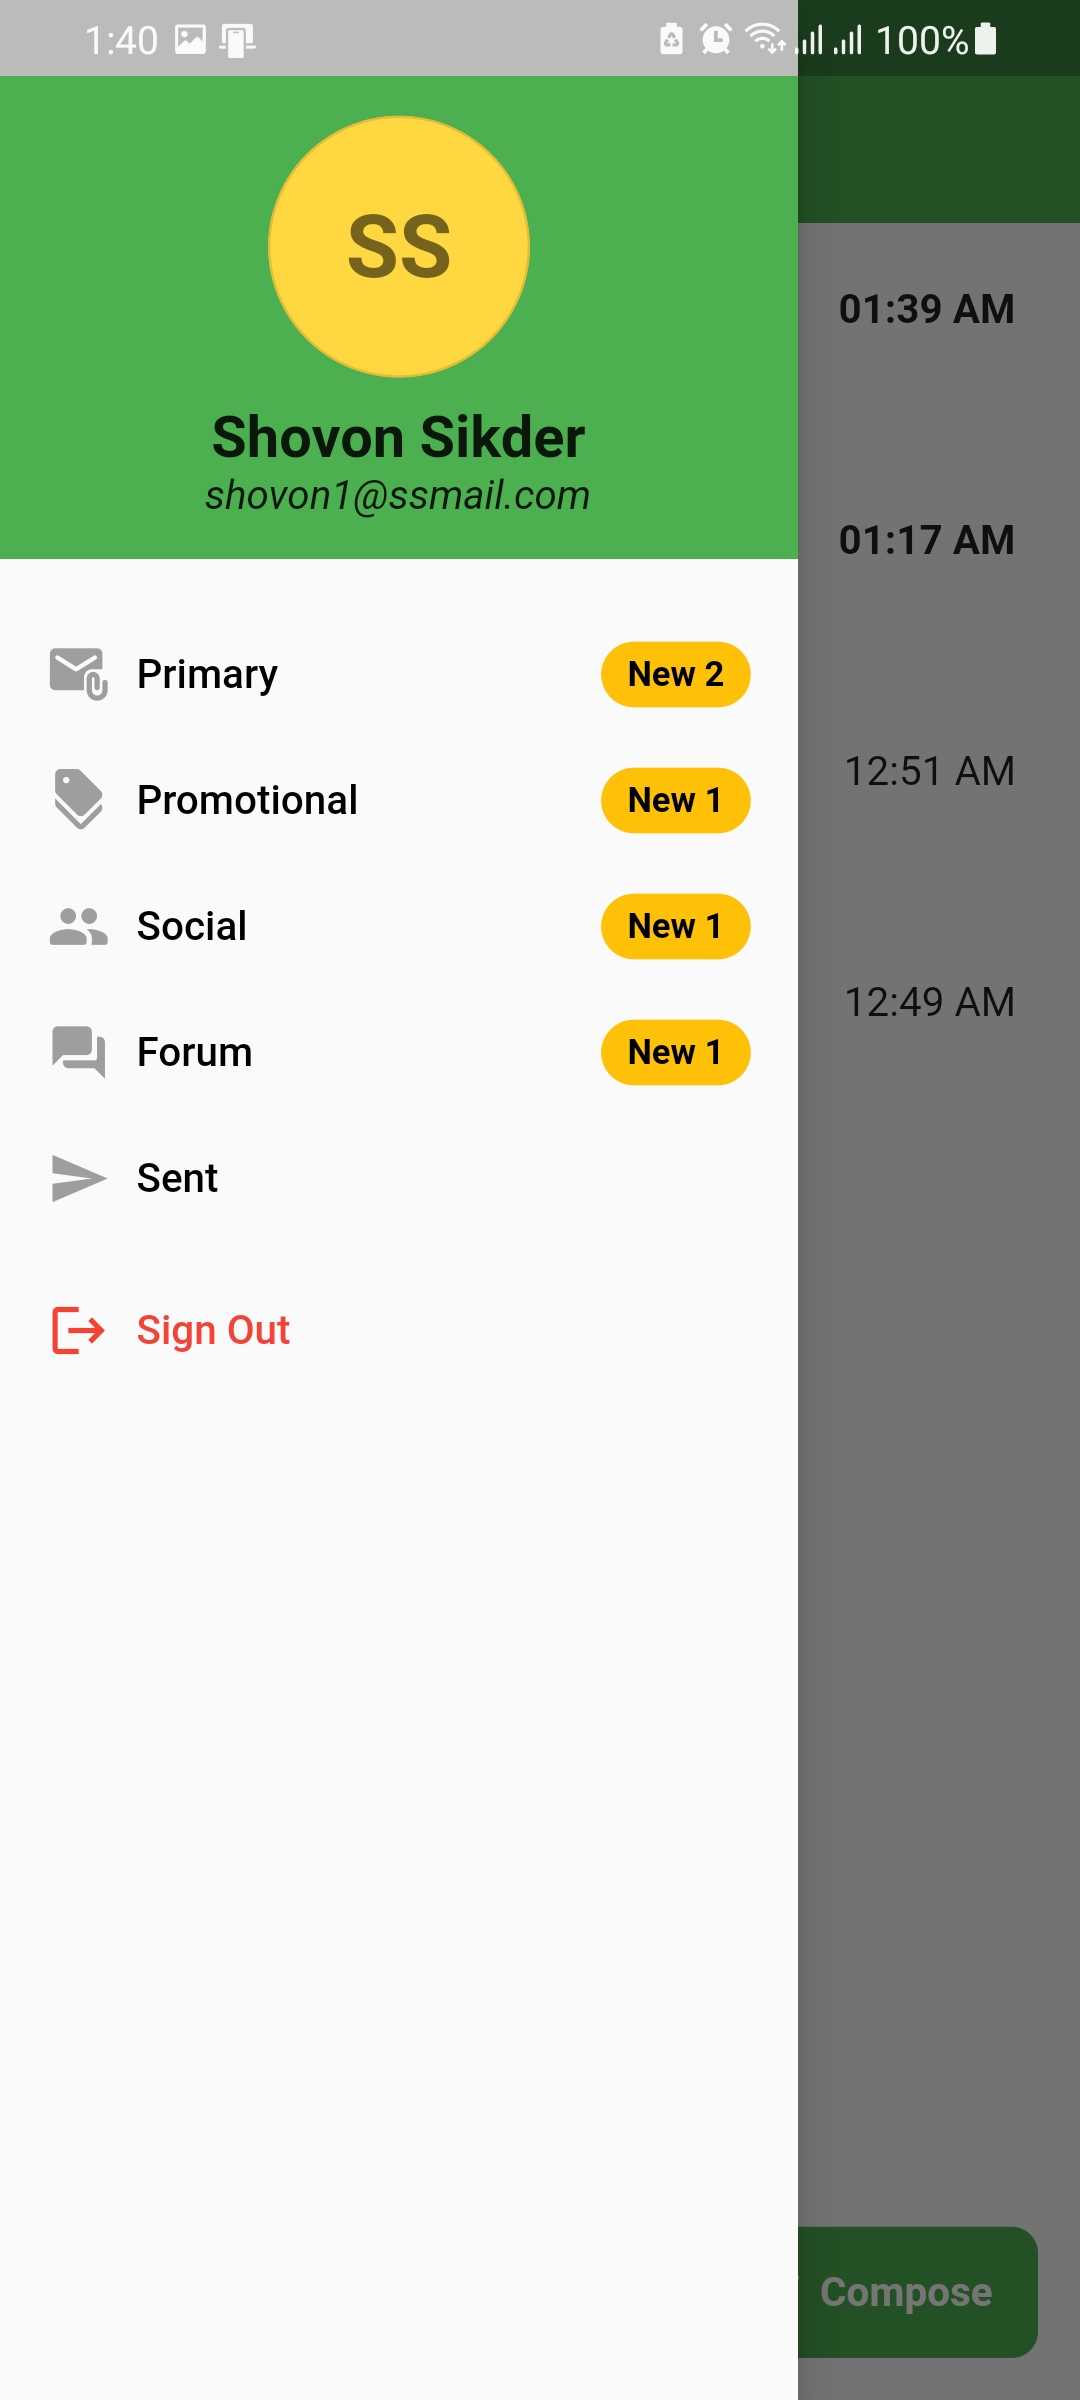 1:40 100%
SS
Shovon Sikder
shovon1@ssmail.com
Primary New 2
Promotional New 1
Social New 1
Forum New 1
Sent
Sign Out
01:39 AM
01:17 AM
12:51 AM
12:49 AM
Compose